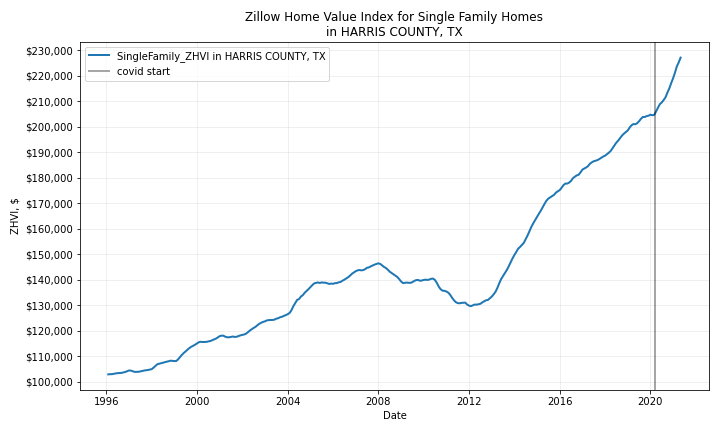 Zillow Home Value Index for Single Family Homes
in HARRIS COUNTY, TX
SingleFamily_ZHVI in HARRIS COUNTY, TX
covid start
$230,000
$220,000
$210,000
$200,000
$190,000
$180,000
$170,000
$160,000
$150,000
$140,000
$130,000
$120,000
$110,000
$100,000
ZHVI, $
1996 2000 2004 2008 2012 2016 2020
Date